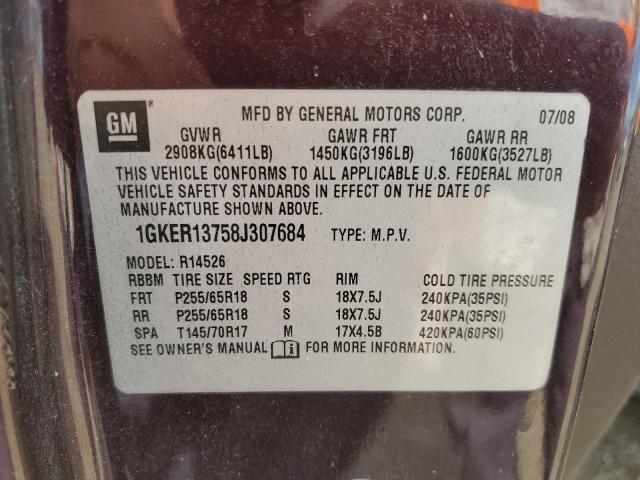 GM ® MFD BY GENERAL MOTORS CORP. 07/08
GVWR GAWR FRT GAWR RR
2908KG(6411LB) 1450KG(3196LB) 1600KG(3527LB)
THIS VEHICLE CONFORMS TO ALL APPLICABLE U.S. FEDERAL MOTOR
VEHICLE SAFETY STANDARDS IN EFFECT ON THE DATE OF
MANUFACTURE SHOWN ABOVE.
1GKER13758J307684 TYPE: M.P.V.
MODEL: R14526
RBBM TIRE SIZE SPEED RTG RIM COLD TIRE PRESSURE
FRT P255/65R18 S 18X7.5J 240KPA(35PSI)
RR P255/65R18 S 18X7.5J 240KPA(35PSI)
SPA T145/70R17 M 17X4.5B 420KPA(60PSI)
SEE OWNER'S MANUAL FOR MORE INFORMATION.